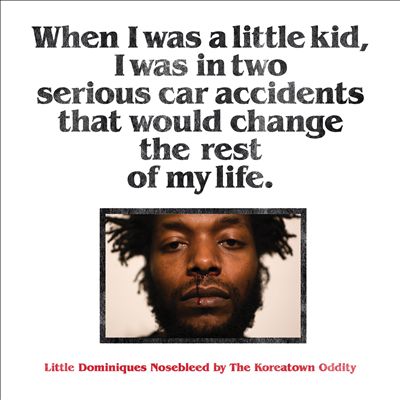 When I was a little kid,
I was in two
serious car accidents
that would change
the rest
of my life.
Little Dominiques Nosebleed by The Koreatown Oddity